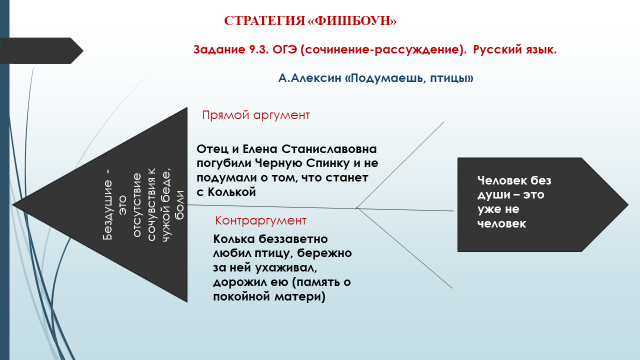 СТРАТЕГИЯ «ФИШБОУН»
Задание 9.3. ОГЭ (сочинение-рассуждение). Русский язык.
А.Алексин «Подумаешь, птицы»
Бездушие -
это
отсутствие
сочувствия к
чужой беде,
боли
Прямой аргумент
Отец и Елена Станиславовна
погубили Черную Спинку и не
подумали о том, что станет
с Колькой
Контраргумент
Колька беззаветно
любил птицу, бережно
за ней ухаживал,
дорожил ею (память о
покойной матери)
Человек без
души – это
уже не
человек